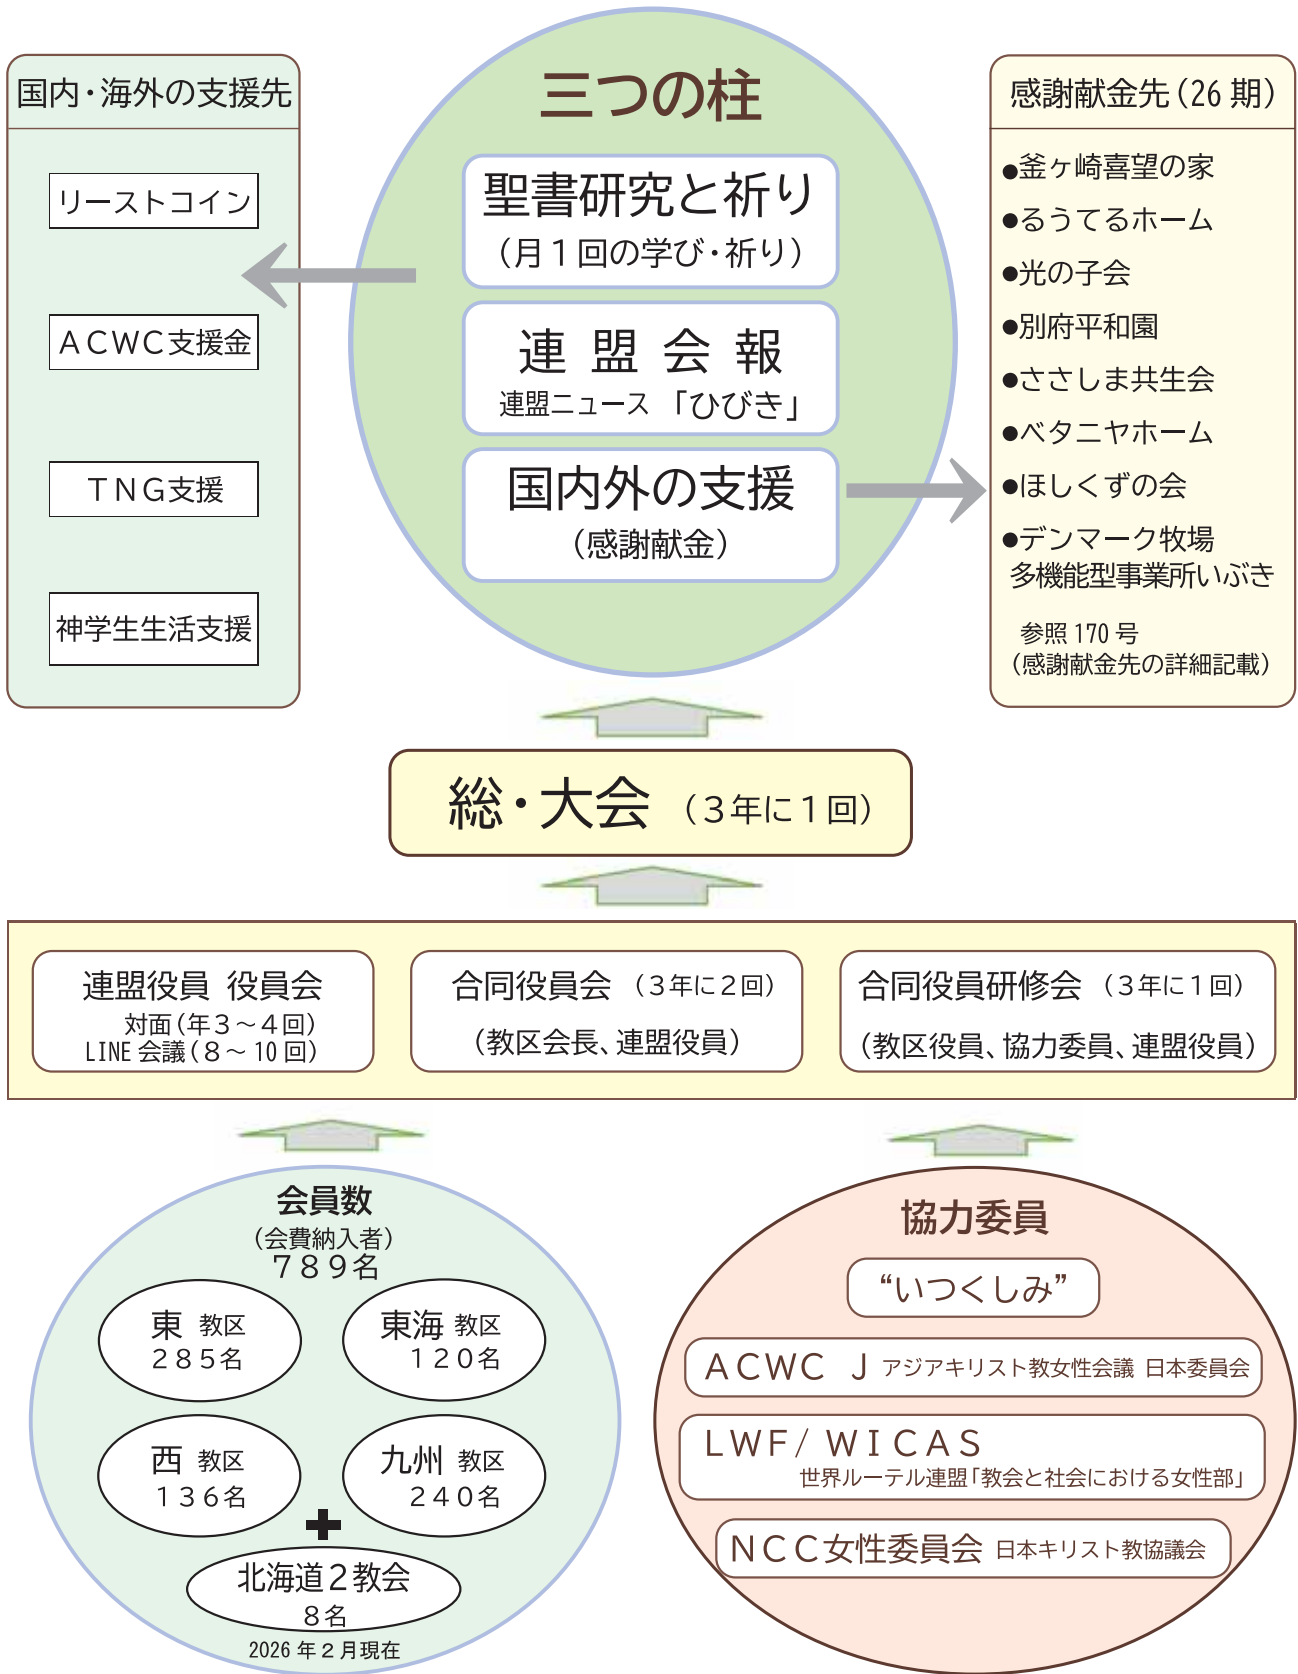 国内・海外の支援先
リーストコイン
ＡＣＷＣ支援金
ＴＮＧ支援
神学生生活支援
三つの柱
聖書研究と祈り
（月１回の学び・祈り）
連 盟 会 報
連盟ニュース「ひびき」
国内外の支援
（感謝献金）
感謝献金先（26 期）
●釜ヶ崎喜望の家
●るうてるホーム
●光の子会
●別府平和園
●ささしま共生会
●ベタニヤホーム
●ほしくずの会
●デンマーク牧場
多機能型事業所いぶき
参照 170 号
（感謝献金先の詳細記載）
総・大会（３年に１回）
連盟役員 役員会
対面（年３～４回）
LINE 会議（８～ 10 回）
合同役員会（３年に２回）
（教区会長、連盟役員）
合同役員研修会（３年に１回）
（教区役員、協力委員、連盟役員）
会員数
（会費納入者）
７８９名
東 教区
２８５名
東海 教区
１２０名
西 教区
１３６名
九州 教区
２４０名
北海道２教会
８名
2026 年２月現在
協力委員
“いつくしみ”
ＡＣＷＣ Ｊ アジアキリスト教女性会議 日本委員会
ＬＷＦ/ ＷＩＣＡＳ
世界ルーテル連盟「教会と社会における女性部」
ＮＣＣ女性委員会 日本キリスト教協議会